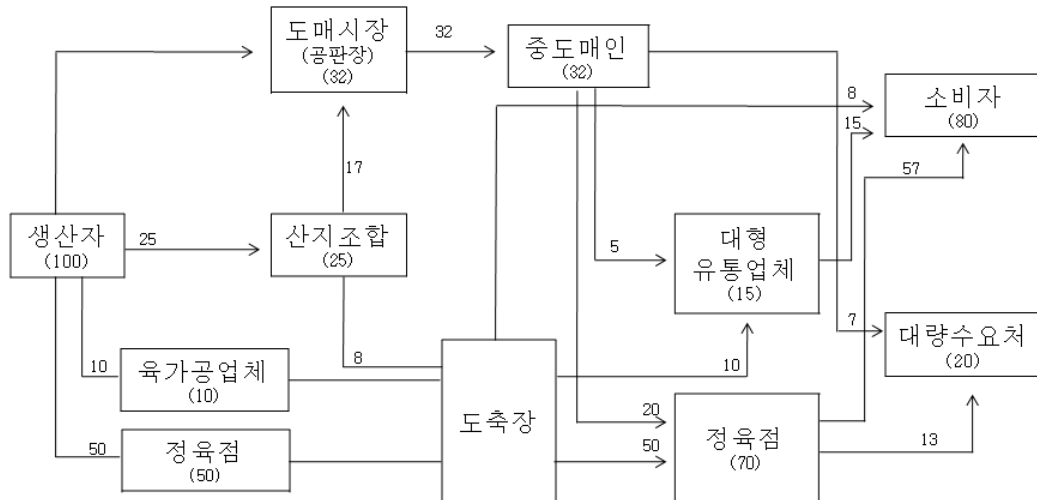 도매시장
(공판장)
(32)
32
중도매인
(32)
8
소비자
(80)
15
17
57
생산자
(100)
25
산지조합
(25)
5
대형
유통업체
(15)
7
대량수요처
(20)
10
육가공업체
(10)
8
도축장
10
20
50
정육점
(50)
50
정육점
(70)
13